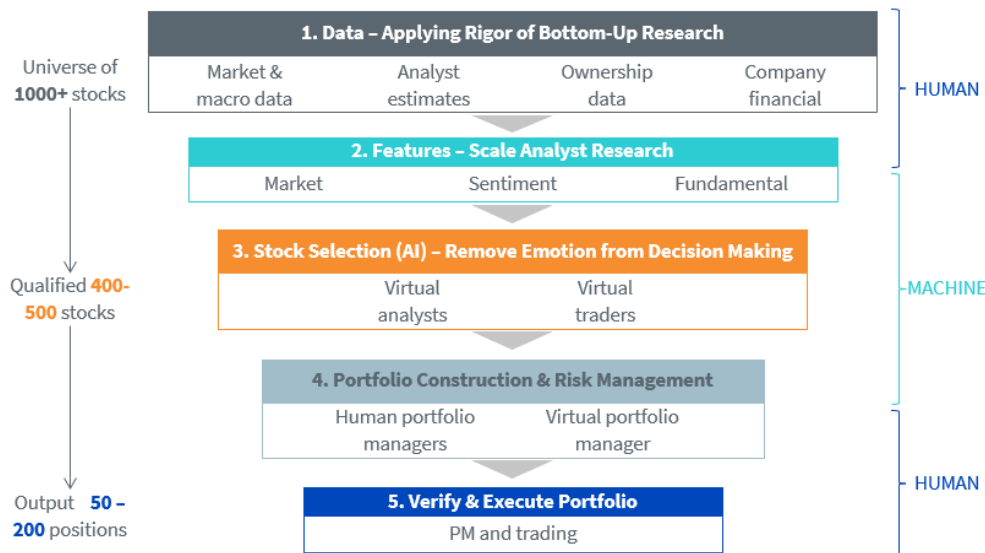 1. Data – Applying Rigor of Bottom-Up Research
Universe of
1000+ stocks
Market &
macro data
Analyst
estimates
Ownership
data
Company
financial
HUMAN
2. Features – Scale Analyst Research
Market
Sentiment
Fundamental
3. Stock Selection (AI) – Remove Emotion from Decision Making
Qualified 400-
500 stocks
Virtual
analysts
Virtual
traders
MACHINE
4. Portfolio Construction & Risk Management
Human portfolio
managers
Virtual portfolio
manager
HUMAN
5. Verify & Execute Portfolio
Output 50 –
200 positions
PM and trading